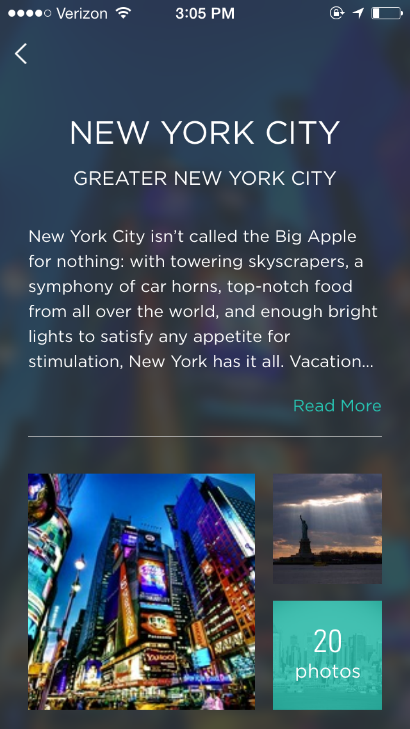 Verizon 3:05 PM
NEW YORK CITY
GREATER NEW YORK CITY
New York City isn't called the Big Apple
for nothing: with towering skyscrapers, a
symphony of car horns, top-notch food
from all over the world, and enough bright
lights to satisfy any appetite for
stimulation, New York has it all. Vacation...
Read More
YAHOO!
20
photos